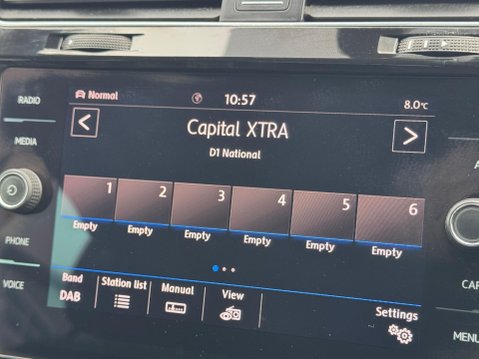 RADIO
MEDIA
PHONE
VOICE
Normal
10:57
8.0°C
<
Capital XTRA
>
D1 National
1 2 3 4 5 6
Empty Empty Empty Empty Empty Empty
Band
DAB
Station list
Manual
View
Settings
MENU